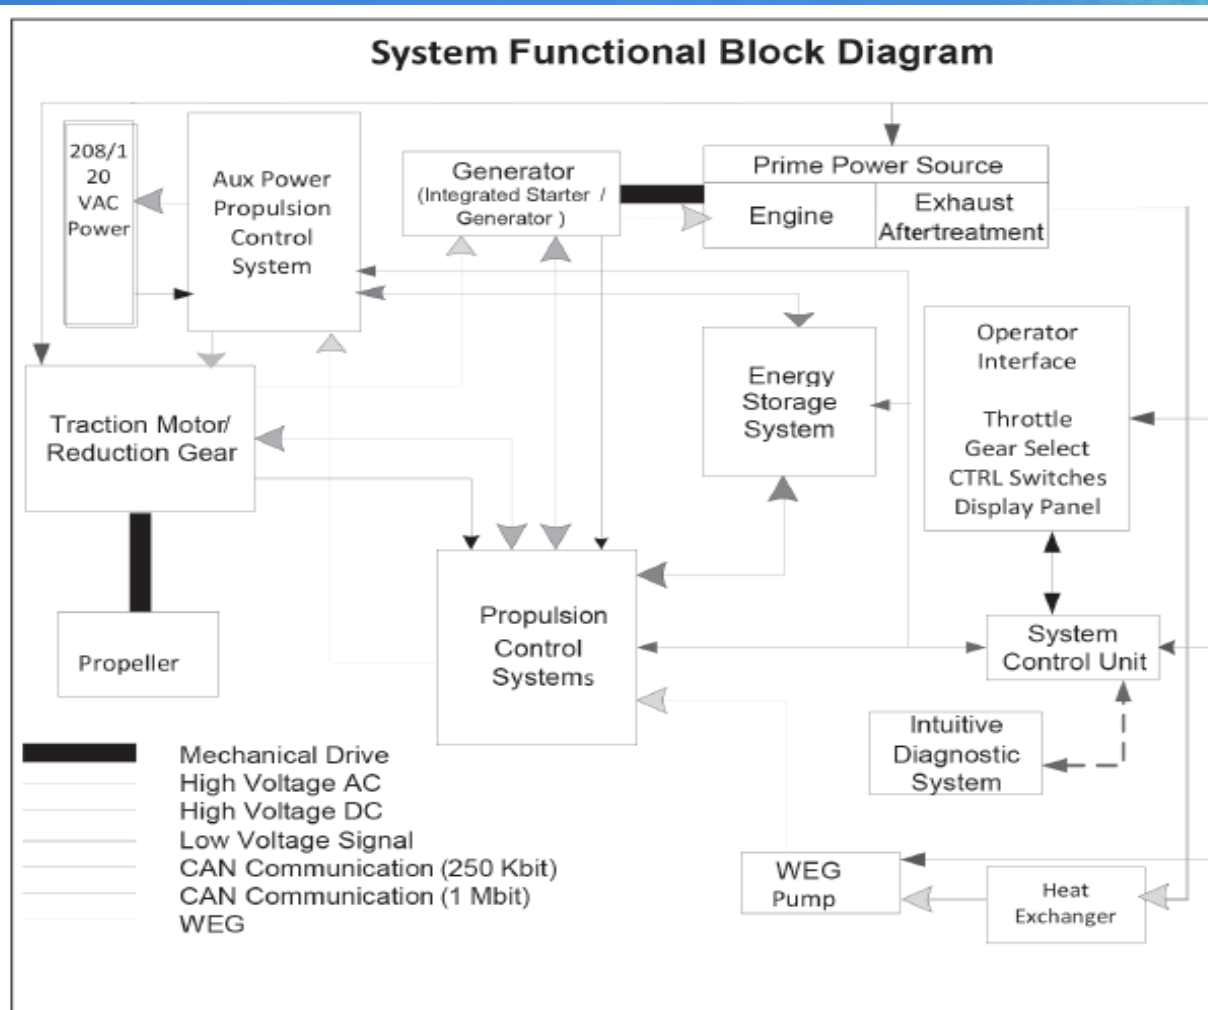 System Functional Block Diagram
208/1
20
VAC
Power
Aux Power
Propulsion
Control
System
Generator
(Integrated Starter /
Generator )
Prime Power Source
Engine
Exhaust
Aftertreatment
Operator
Interface
Throttle
Gear Select
CTRL Switches
Display Panel
Energy
Storage
System
Traction Motor/
Reduction Gear
Propulsion
Control
Systems
System
Control Unit
Propeller
Intuitive
Diagnostic
System
Mechanical Drive
High Voltage AC
High Voltage DC
Low Voltage Signal
CAN Communication (250 Kbit)
CAN Communication (1 Mbit)
WEG
WEG
Pump
Heat
Exchanger